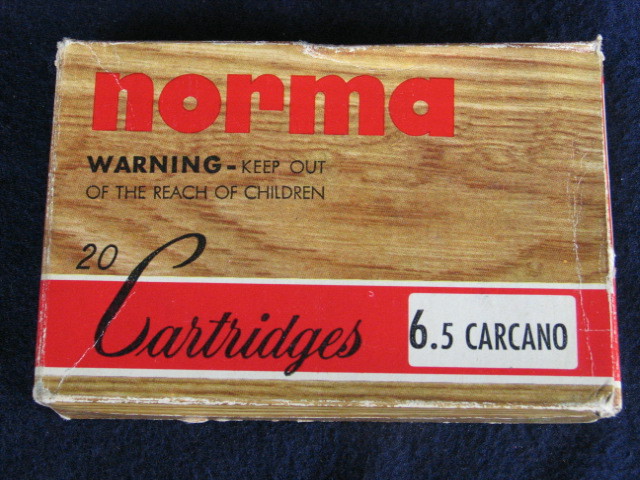 norma
WARNING-KEEP OUT
OF THE REACH OF CHILDREN
20
Cartridges
6.5 CARCANO